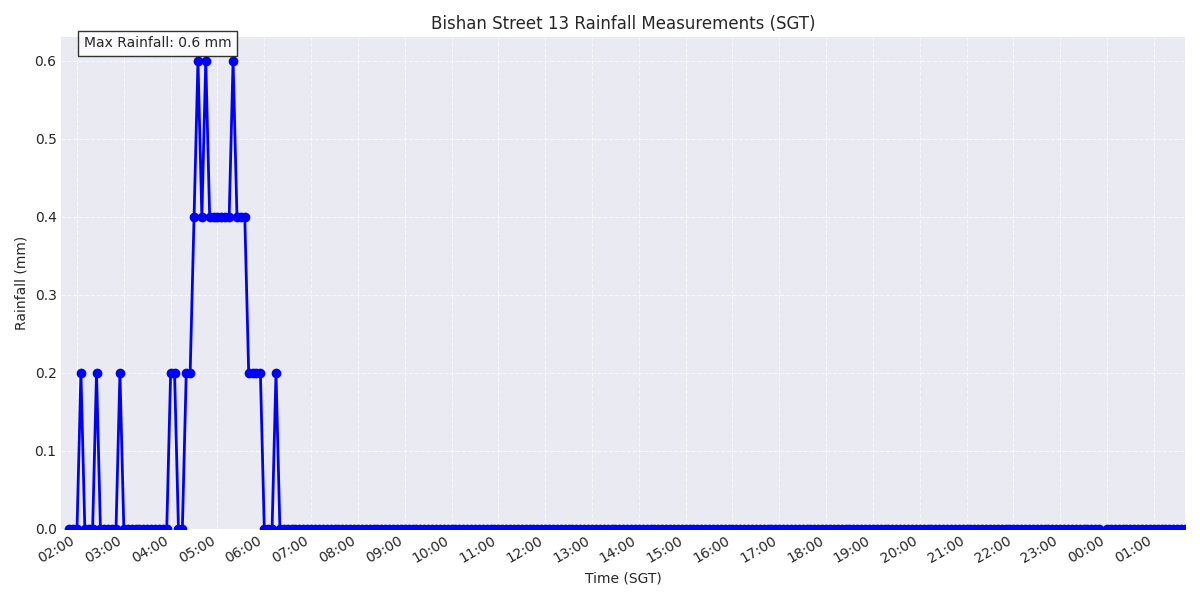 Bishan Street 13 Rainfall Measurements (SGT)
Max Rainfall: 0.6 mm
Rainfall (mm)
0.6
0.5
0.4
0.3
0.2
0.1
0.0
02:00 03:00 04:00 05:00 06:00 07:00 08:00 09:00 10:00 11:00 12:00 13:00 14:00 15:00 16:00 17:00 18:00 19:00 20:00 21:00 22:00 23:00 00:00 01:00
Time (SGT)